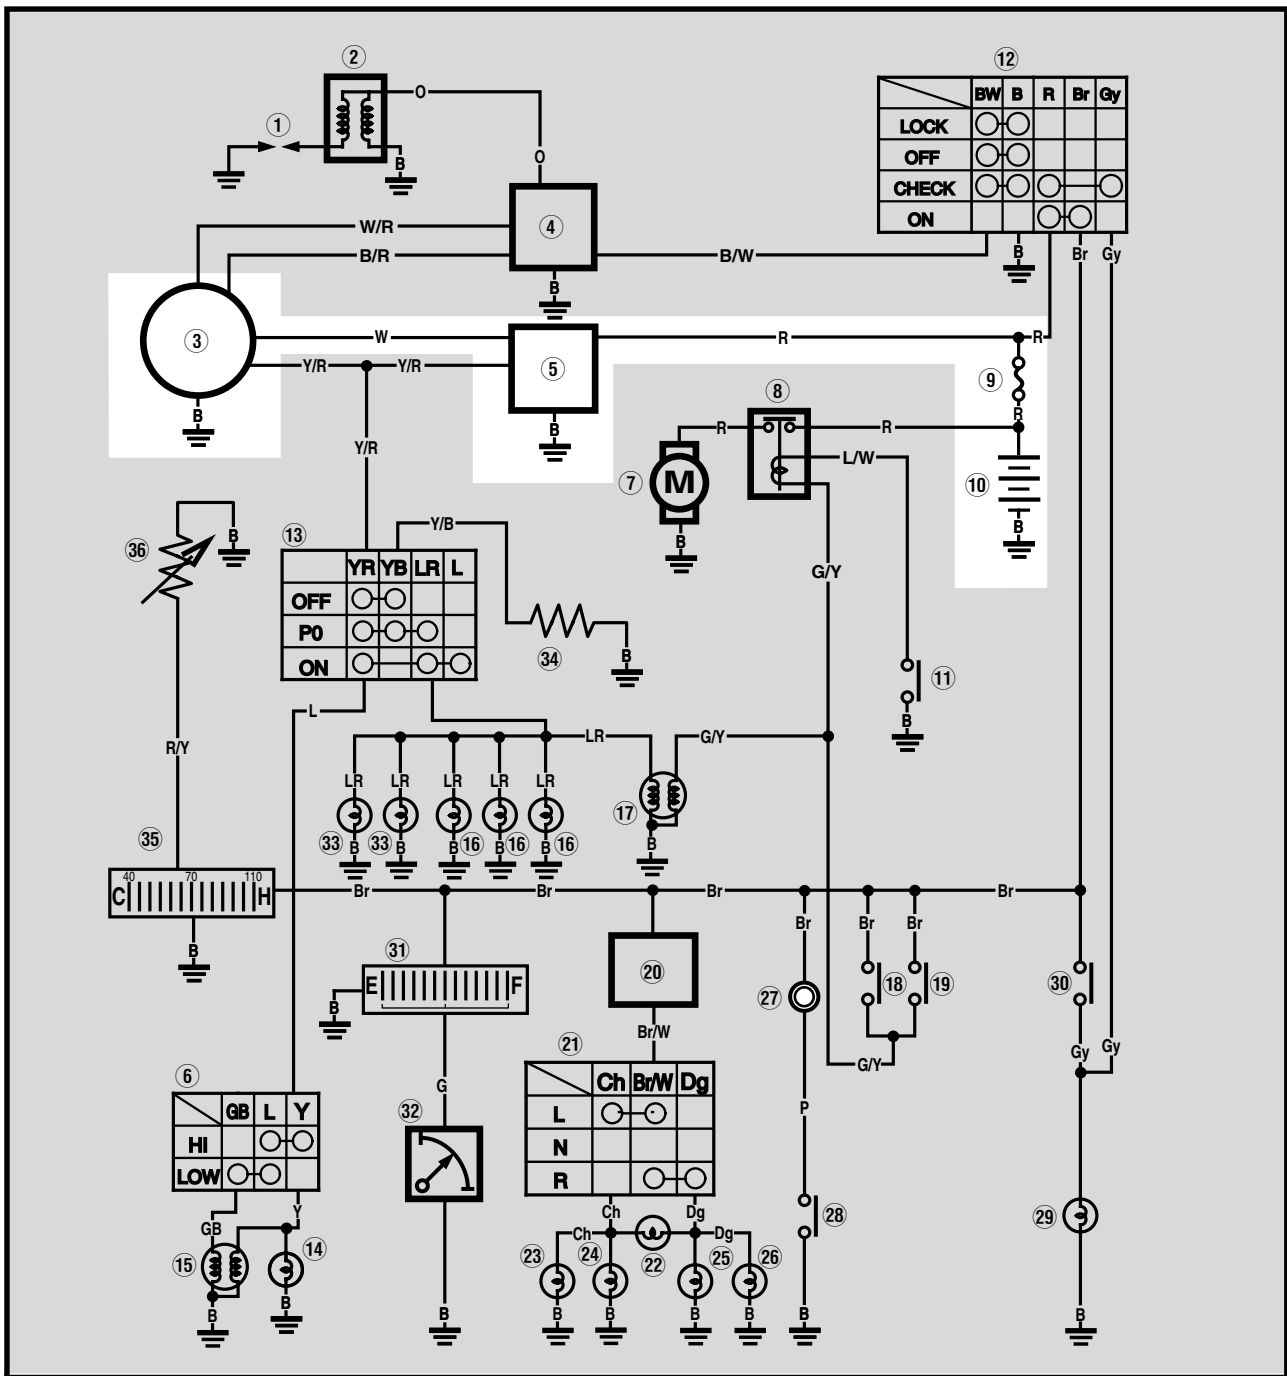 2
12
BW B R Br Gy
O
LOCK
1
OFF
B
O
CHECK
W/R
4
ON
B/R
B/W
B
Br
Gy
B
3
W
R
R
Y/R
Y/R
5
9
8
B
B
R
R
R
Y/R
L/W
7
M
10
Y/B
B
36
B
13
B
YR YB LR L
G/Y
OFF
P0
34
B
ON
11
L
B
R/Y
LR
G/Y
LR LR LR LR LR
17
35
33 33 16 16 16
B B B B B
B
40 70 110
C H
Br Br Br Br
B
31
Br Br Br
E F
20
27
18
19
30
B
Br/W
21
Gy
Gy
G/Y
6
G
Ch Br/W Dg
GB L Y
32
L
P
HI
N
LOW
R
Y
Ch
Dg
28
29
GB
Ch
Dg
14
23
24
22
25
26
15
B
B
B
B
B
B
B
B
B